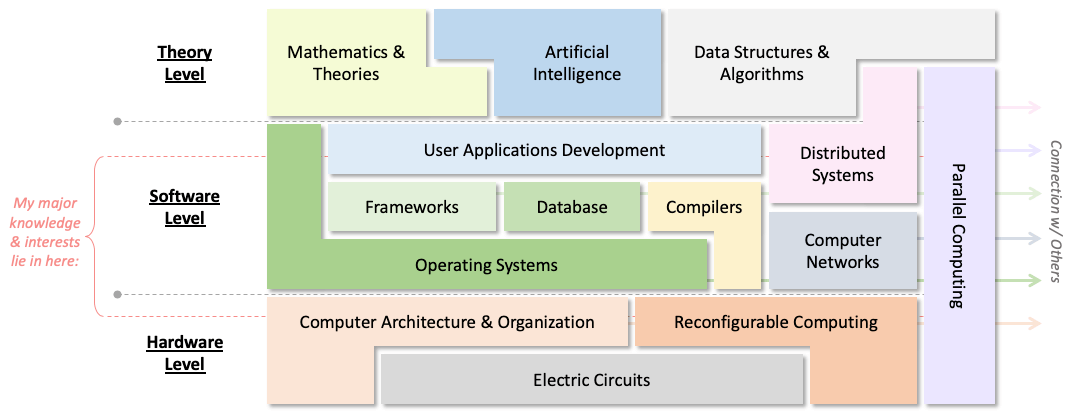 Theory
Level
Mathematics &
Theories
Artificial
Intelligence
Data Structures &
Algorithms
User Applications Development
Distributed
Systems
Parallel Computing
Connection w/ Others
My major
knowledge
& interests
lie in here:
Software
Level
Frameworks
Database
Compilers
Computer
Networks
Operating Systems
Hardware
Level
Computer Architecture & Organization
Reconfigurable Computing
Electric Circuits